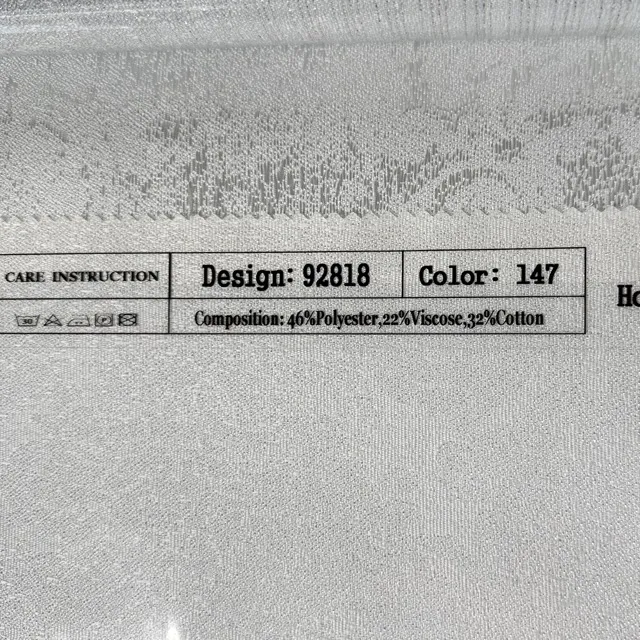 CARE INSTRUCTION
Design: 92818
Color: 147
Composition: 46%Polyester,22%Viscose,32%Cotton